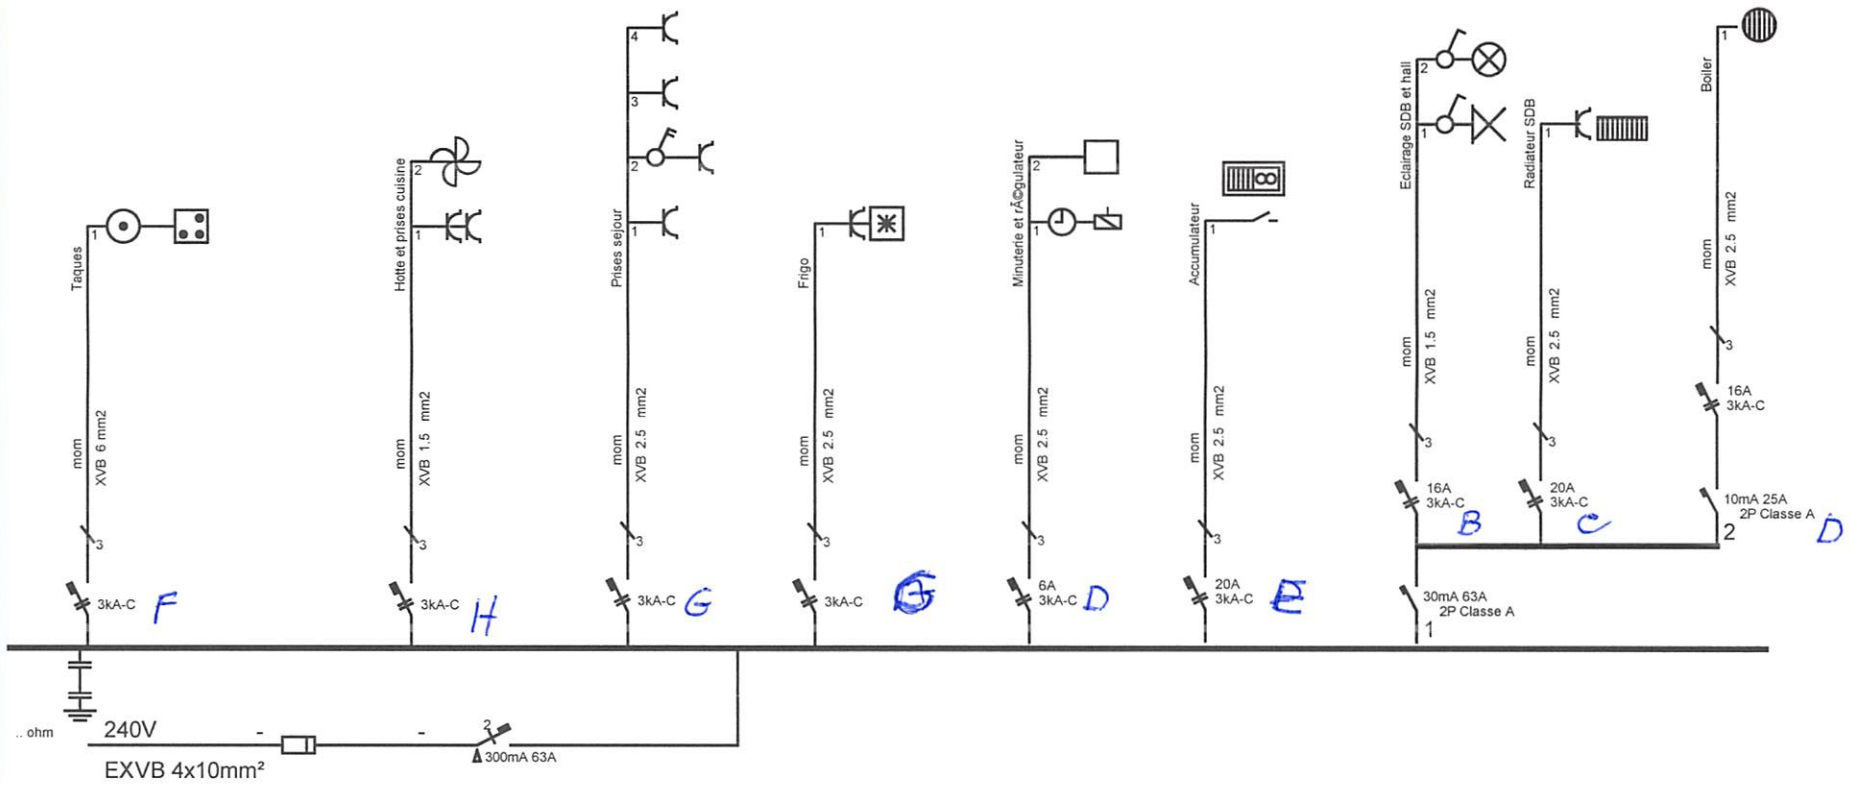 Taques
1
mom
XVB 6 mm2
3
3kA-C
F
Hotte et prises cuisine
2
1
mom
XVB 1.5 mm2
3
3kA-C
H
Prises sejour
4
3
2
1
mom
XVB 2.5 mm2
3
3kA-C
G
Frigo
1
mom
XVB 2.5 mm2
3
3kA-C
G
Minuterie et rÃ©gulateur
2
1
mom
XVB 2.5 mm2
3
6A
3kA-C
D
Accumulateur
1
8
mom
XVB 2.5 mm2
3
20A
3kA-C
E
Eclairage SDB et hall
2
1
mom
XVB 1.5 mm2
3
16A
3kA-C
B
Radiateur SDB
1
mom
XVB 2.5 mm2
3
20A
3kA-C
C
Boiler
1
mom
XVB 2.5 mm2
3
16A
3kA-C
10mA 25A
2P Classe A
2
D
30mA 63A
2P Classe A
1
.. ohm
240V
- -
2
300mA 63A
EXVB 4x10mm²